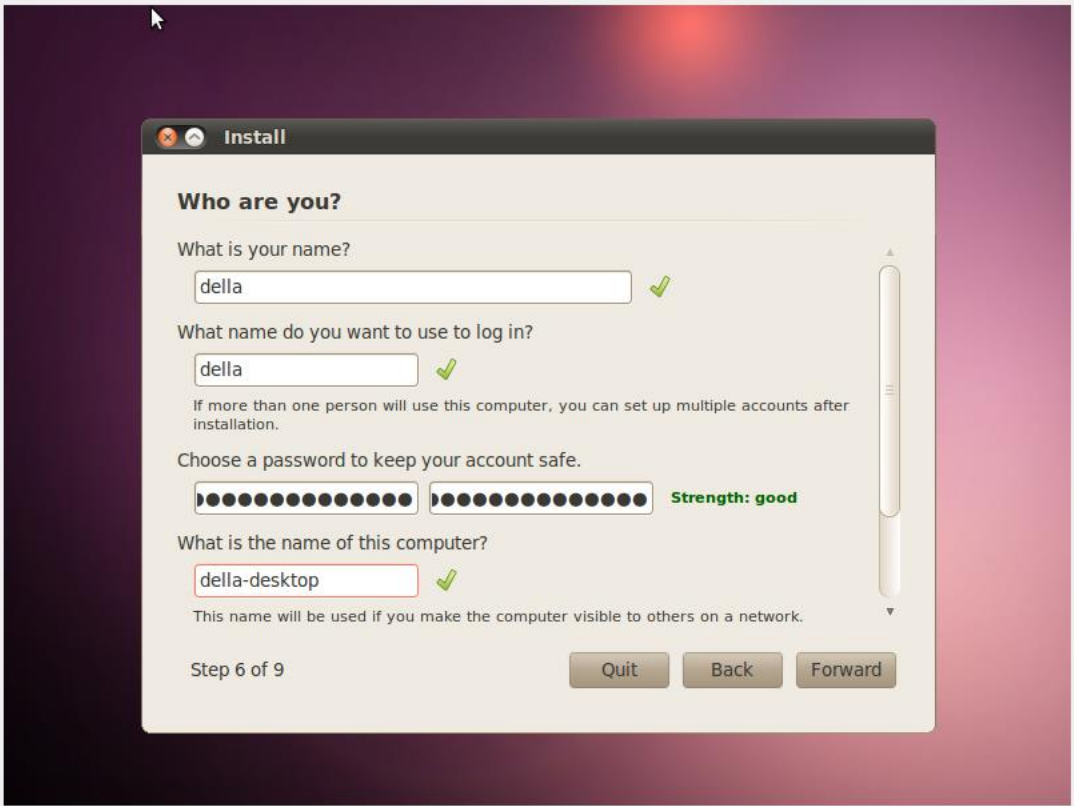 Install
Who are you?
What is your name?
della
What name do you want to use to log in?
della
If more than one person will use this computer, you can set up multiple accounts after
installation.
Choose a password to keep your account safe.
Strength: good
What is the name of this computer?
della-desktop
This name will be used if you make the computer visible to others on a network.
Step 6 of 9
Quit Back Forward